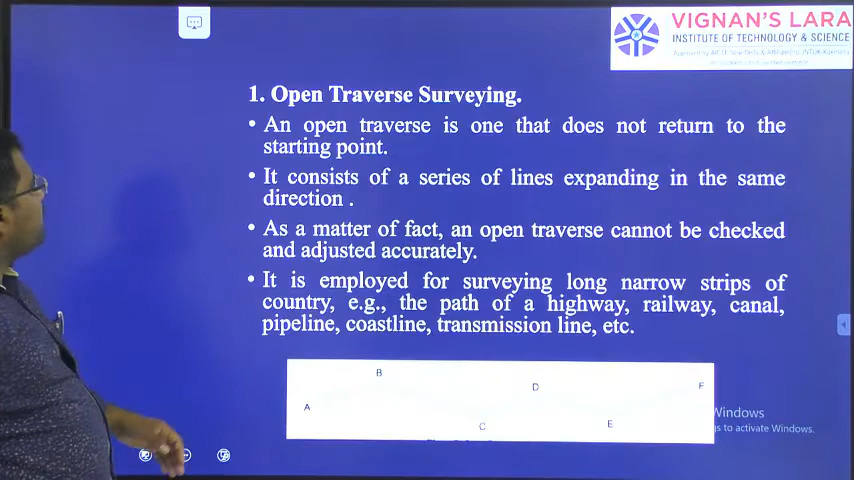 VIGNAN'S LARA
INSTITUTE OF TECHNOLOGY & SCIENCE
1. Open Traverse Surveying.
• An open traverse is one that does not return to the
starting point.
• It consists of a series of lines expanding in the same
direction .
• As a matter of fact, an open traverse cannot be checked
and adjusted accurately.
• It is employed for surveying long narrow strips of
country, e.g., the path of a highway, railway, canal,
pipeline, coastline, transmission line, etc.
B
D
F
A
C
E
Windows
gs to activate Windows.